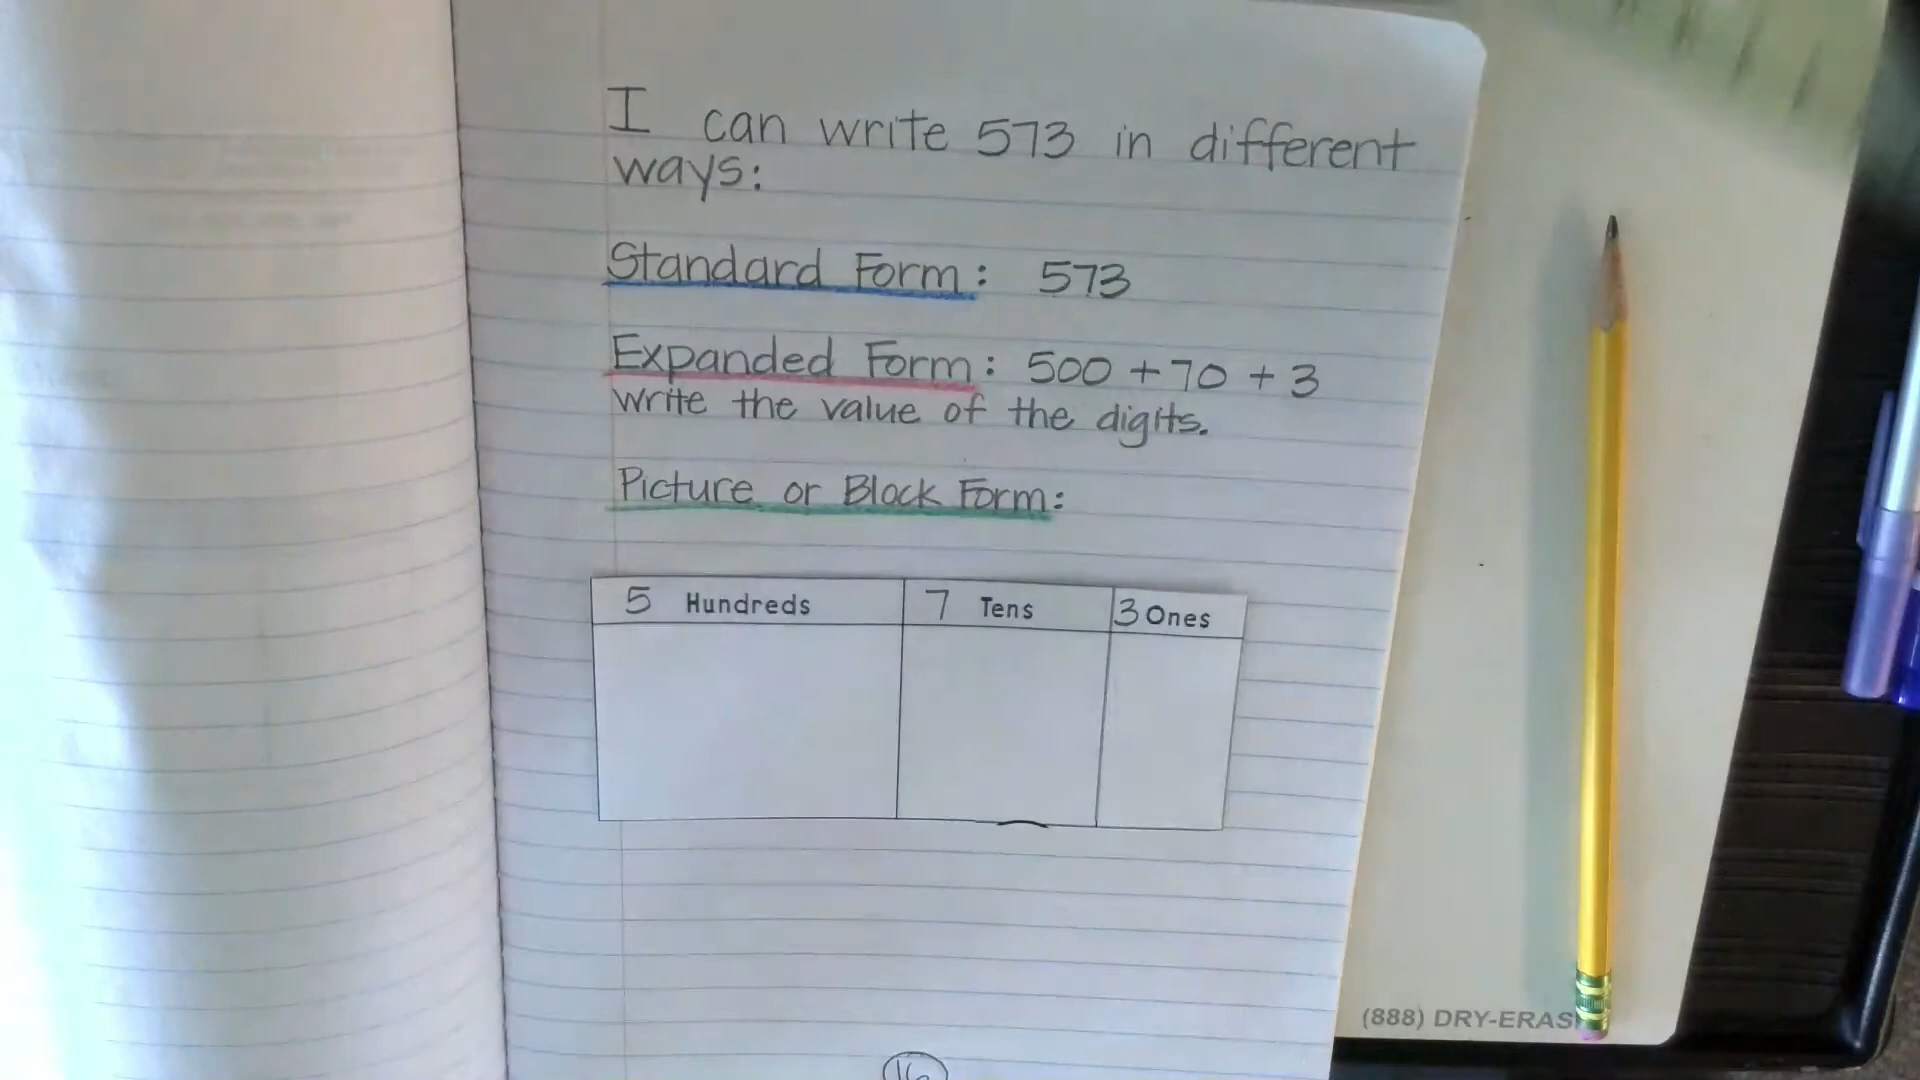 I can write 573 in different
ways:
Standard Form: 573
Expanded Form: 500 + 70 + 3
write the value of the digits.
Picture or Block Form:
5 Hundreds 7 Tens 3 Ones
(888) DRY-ERAS
16